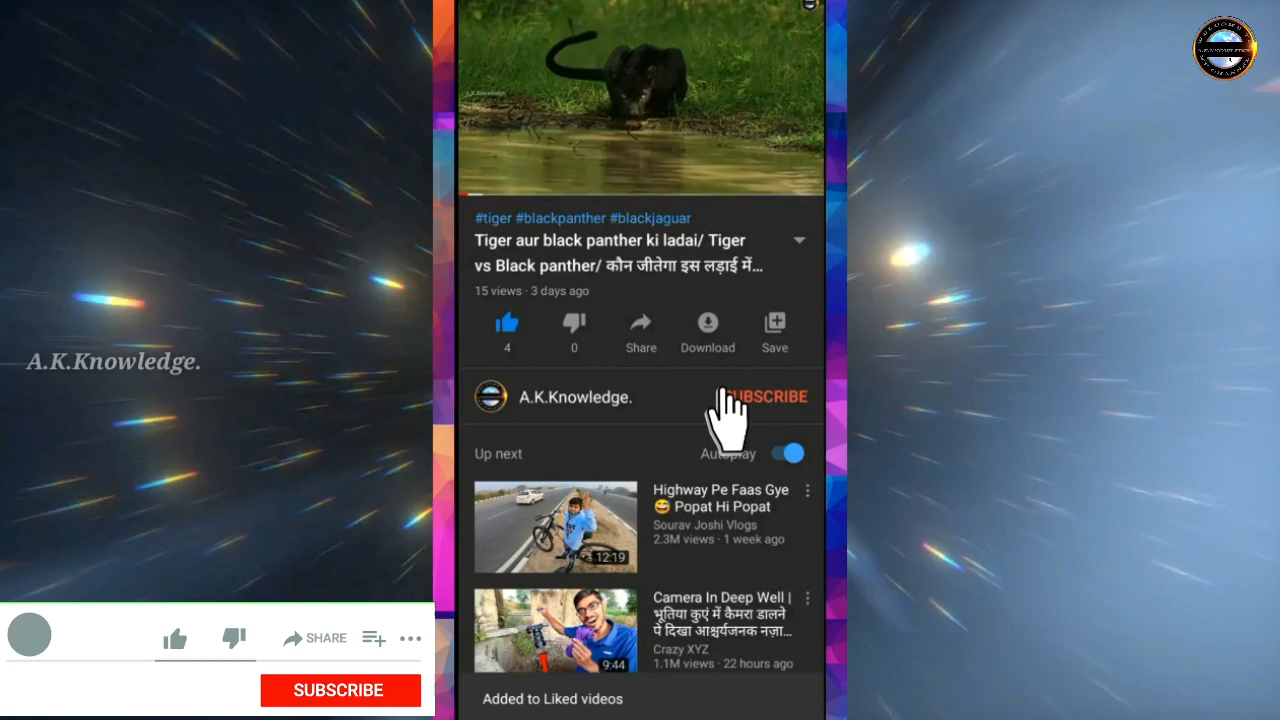 A.K.Knowledge
#tiger #blackpanther #blackjaguar
Tiger aur black panther ki ladai/ Tiger
vs Black panther/ कौन जीतेगा इस लड़ाई में...
15 views · 3 days ago
4
0
Share
Download
Save
A.K.Knowledge.
A.K.Knowledge.
SUBSCRIBE
Up next
Autoplay
Highway Pe Faas Gye
😅 Popat Hi Popat
Sourav Joshi Vlogs
2.3M views · 1 week ago
12:19
Camera In Deep Well |
भूतिया कुएं में कैमरा डालने
पे दिखा आश्चर्यजनक नज़ा...
Crazy XYZ
1.1M views · 22 hours ago
9:44
SHARE
SUBSCRIBE
Added to Liked videos